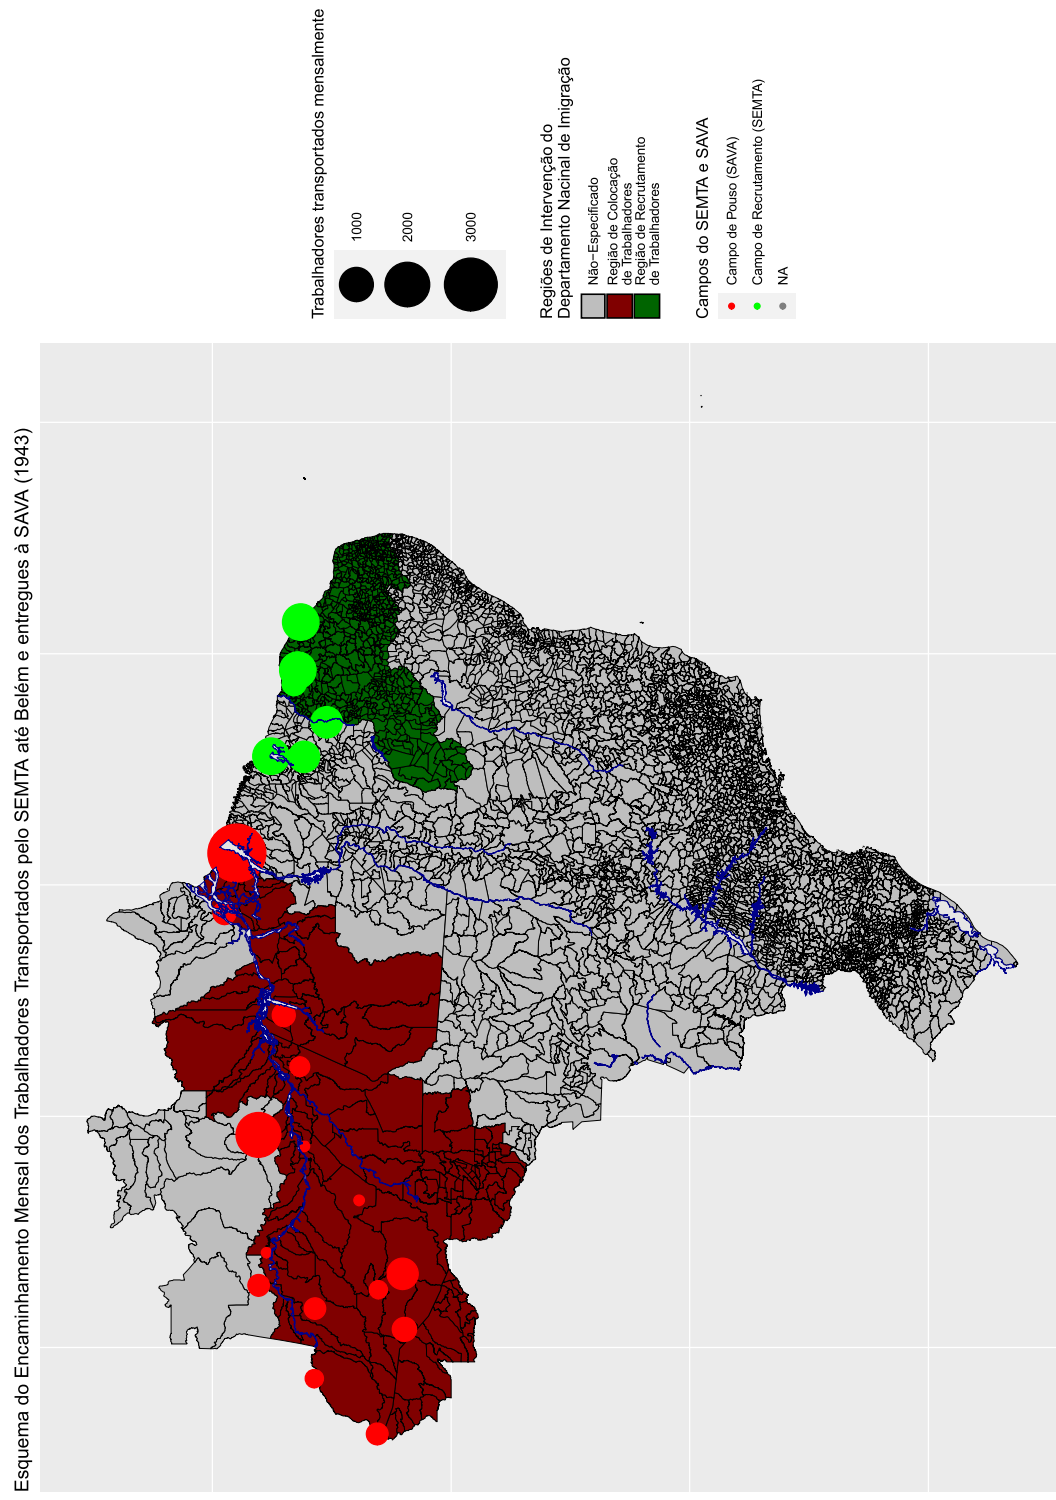 Esquema do Encaminhamento Mensal dos Trabalhadores Transportados pelo SEMTA até Belém e entregues à SAVA (1943)
Trabalhadores transportados mensalmente
1000
2000
3000
Regiões de Intervenção do
Departamento Nacinal de Imigração
Não−Especificado
Região de Colocação
de Trabalhadores
Região de Recrutamento
de Trabalhadores
Campos do SEMTA e SAVA
Campo de Pouso (SAVA)
Campo de Recrutamento (SEMTA)
NA